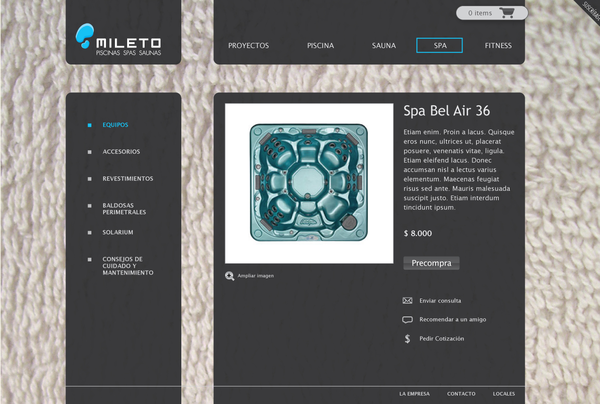 SUSCRIBIRSE
0 items
MILETO
PISCINAS SPAS SAUNAS
PROYECTOS
PISCINA
SAUNA
SPA
FITNESS
EQUIPOS
ACCESORIOS
REVESTIMIENTOS
BALDOSAS
PERIMETRALES
SOLARIUM
CONSEJOS DE
CUIDADO Y
MANTENIMIENTO
Ampliar imagen
Spa Bel Air 36
Etiam enim. Proin a lacus. Quisque
eros nunc, ultrices ut, placerat
posuere, venenatis vitae, ligula.
Etiam eleifend lacus. Donec
accumsan nisl a lectus varius
elementum. Maecenas feugiat
risus sed ante. Mauris malesuada
suscipit justo. Etiam interdum
tincidunt ipsum.
$ 8.000
Precompra
Enviar consulta
Recomendar a un amigo
$ Pedir Cotización
LA EMPRESA
CONTACTO
LOCALES